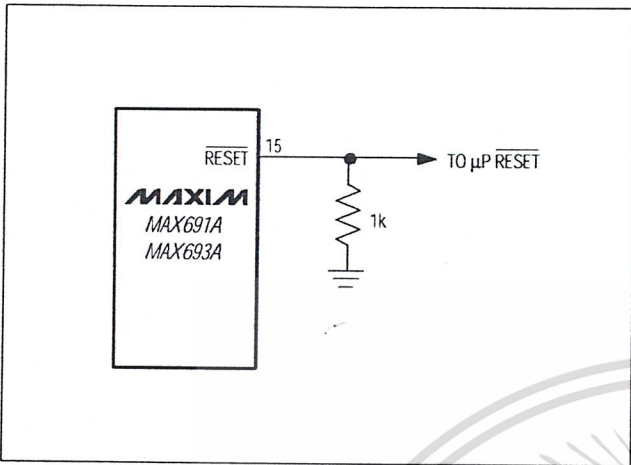 RESET 15
TO μP RESET
MAXIM
MAX691A
MAX693A
1k